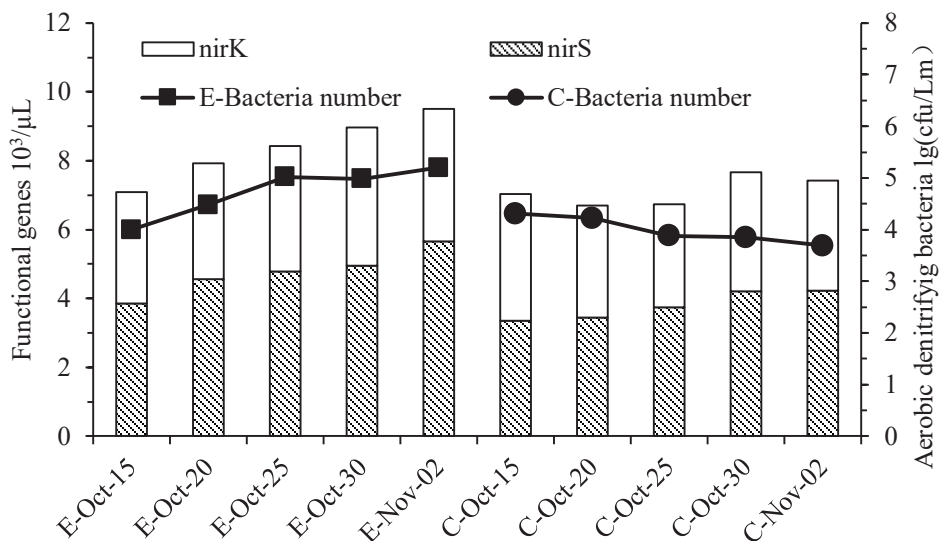 12
10
8
6
4
2
0
Functional genes 10³/µL
nirK
nirS
E-Bacteria number
C-Bacteria number
8
7
6
5
4
3
2
1
0
Aerobic denitrifyig bacteria lg(cfu/Lm)
E-Oct-15
E-Oct-20
E-Oct-25
E-Oct-30
E-Nov-02
C-Oct-15
C-Oct-20
C-Oct-25
C-Oct-30
C-Nov-02